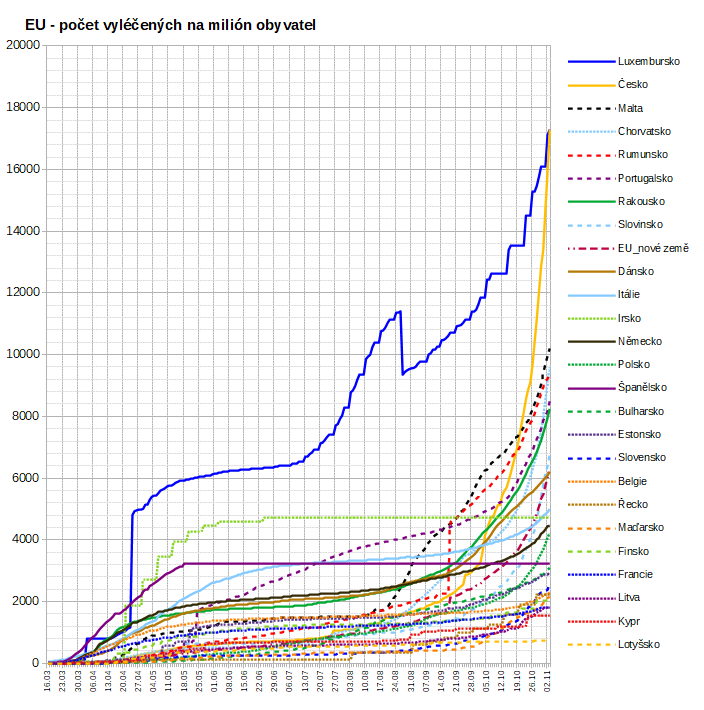 EU - počet vyléčených na milión obyvatel
20000
18000
16000
14000
12000
10000
8000
6000
4000
2000
0
16.03
23.03
30.03
06.04
13.04
20.04
27.04
04.05
11.05
18.05
25.05
01.06
08.06
15.06
22.06
29.06
06.07
13.07
20.07
27.07
03.08
10.08
17.08
24.08
31.08
07.09
14.09
21.09
28.09
05.10
12.10
19.10
26.10
02.11
Luxembursko
Česko
Malta
Chorvatsko
Rumunsko
Portugalsko
Rakousko
Slovinsko
EU_nové země
Dánsko
Itálie
Irsko
Německo
Polsko
Španělsko
Bulharsko
Estonsko
Slovensko
Belgie
Řecko
Maďarsko
Finsko
Francie
Litva
Kypr
Lotyšsko